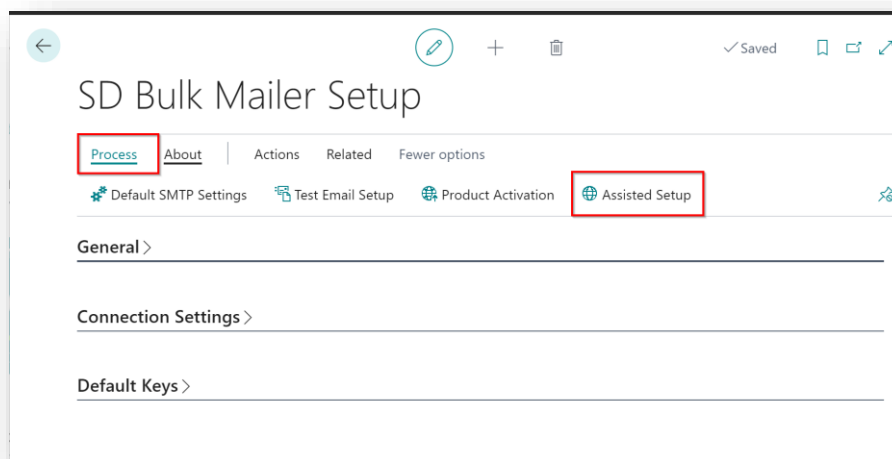 Saved
SD Bulk Mailer Setup
Process About Actions Related Fewer options
Default SMTP Settings Test Email Setup Product Activation Assisted Setup
General
Connection Settings
Default Keys